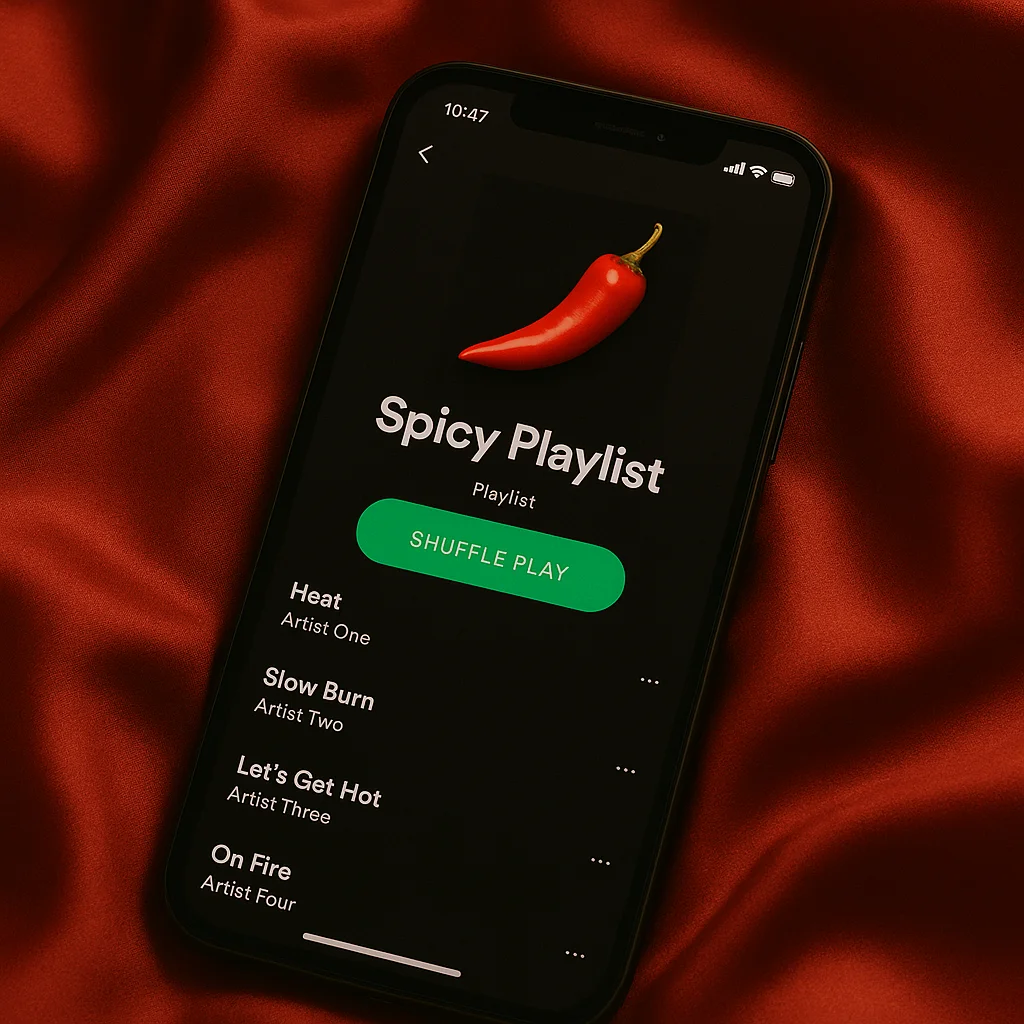 10:47
Spicy Playlist
Playlist
SHUFFLE PLAY
Heat
Artist One
Slow Burn
Artist Two
Let's Get Hot
Artist Three
On Fire
Artist Four